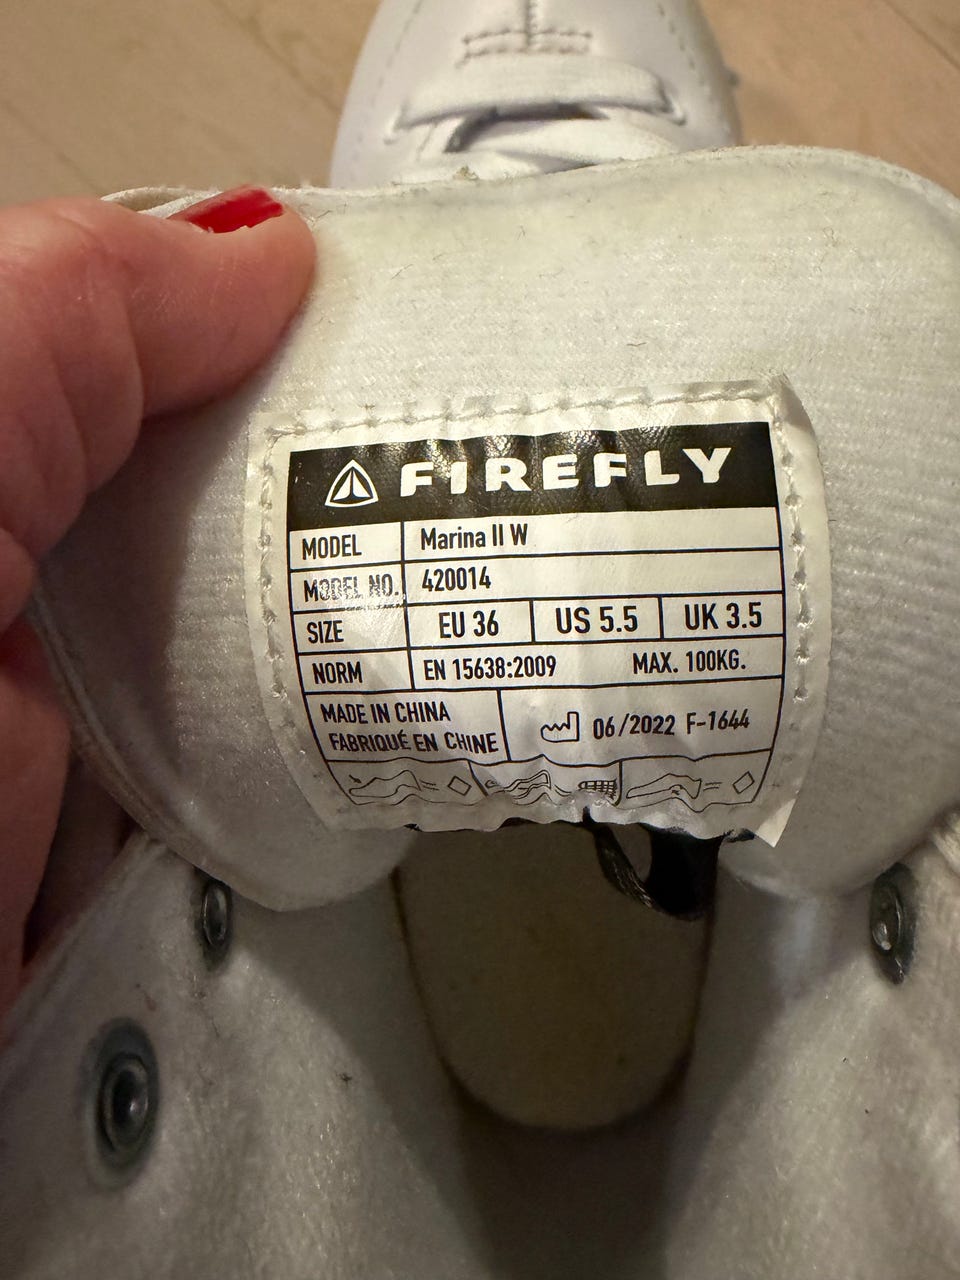 FIREFLY
MODEL Marina II W
MODEL NO. 420014
SIZE EU 36 US 5.5 UK 3.5
NORM EN 15638:2009 MAX. 100KG.
MADE IN CHINA
FABRIQUÉ EN CHINE
06/2022 F-1644